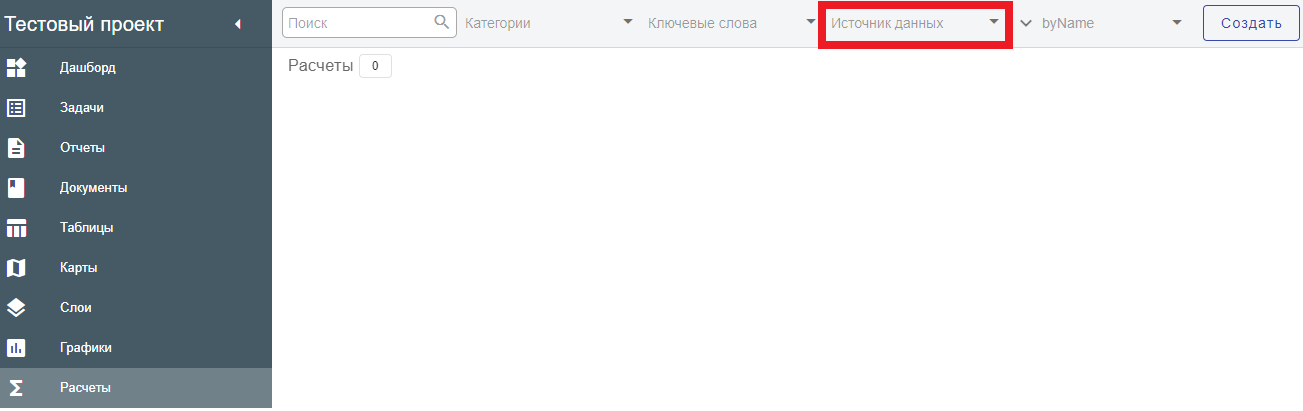 Тестовый проект
Поиск Категории Ключевые слова Источник данных byName Создать
Расчеты 0
Дашборд
Задачи
Отчеты
Документы
Таблицы
Карты
Слои
Графики
Расчеты